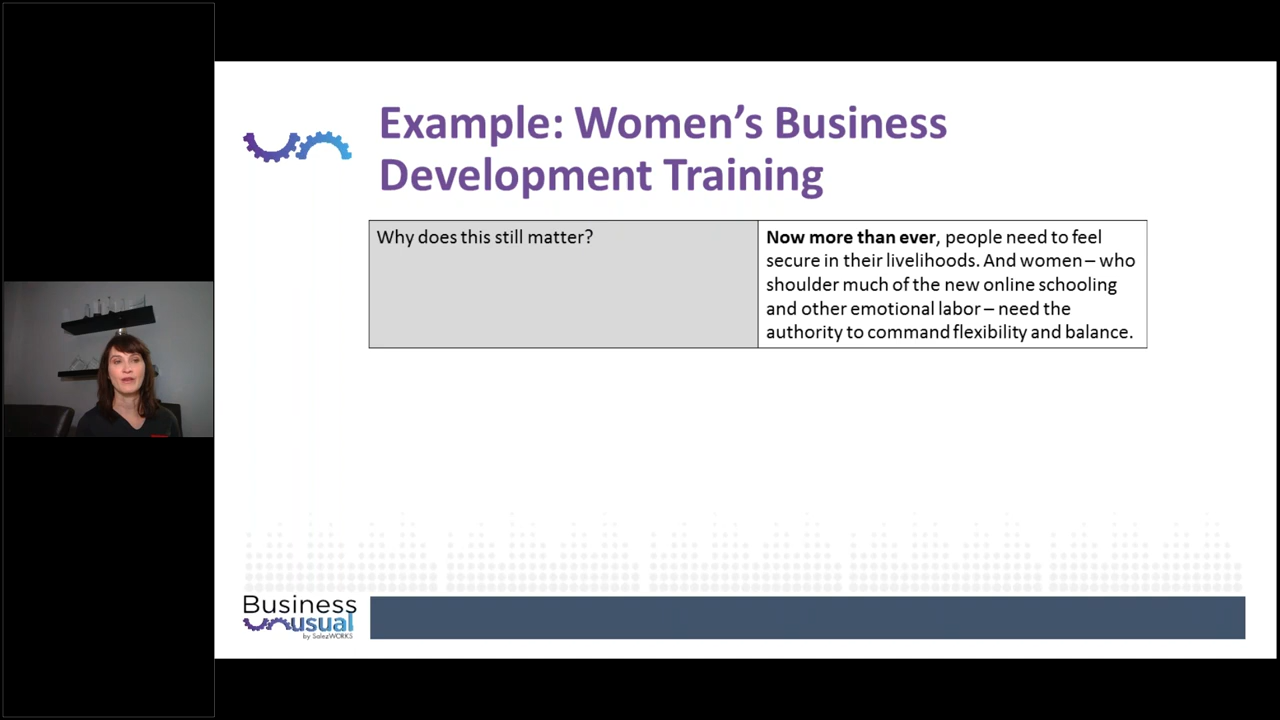 Example: Women's Business
Development Training
Why does this still matter?
Now more than ever, people need to feel
secure in their livelihoods. And women – who
shoulder much of the new online schooling
and other emotional labor – need the
authority to command flexibility and balance.
Business
unusual
by SalezWORKS